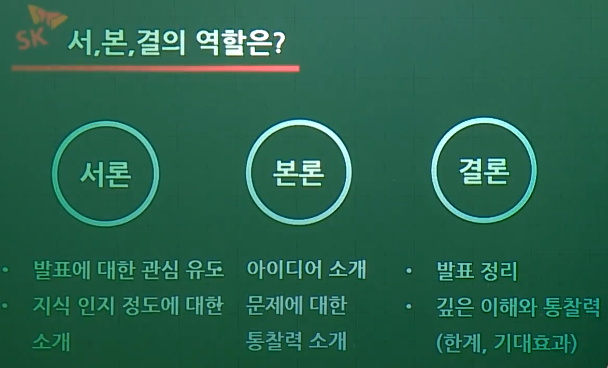 SK
서,본,결의 역할은?
서론
본론
결론
• 발표에 대한 관심 유도
• 지식 인지 정도에 대한
소개
아이디어 소개
문제에 대한
통찰력 소개
• 발표 정리
• 깊은 이해와 통찰력
(한계, 기대효과)